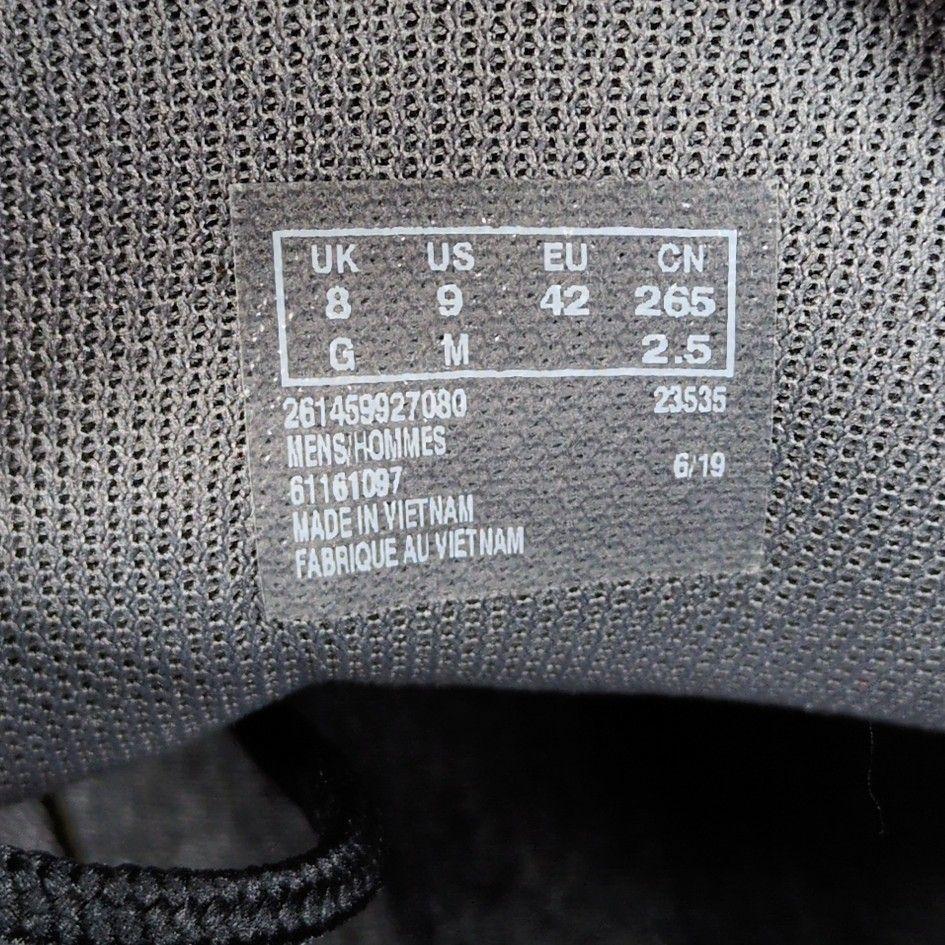 UK US EU CN
8 9 42 265
G M 2.5
261459927080 23535
MENS/HOMMES
61161097 6/19
MADE IN VIETNAM
FABRIQUE AU VIETNAM